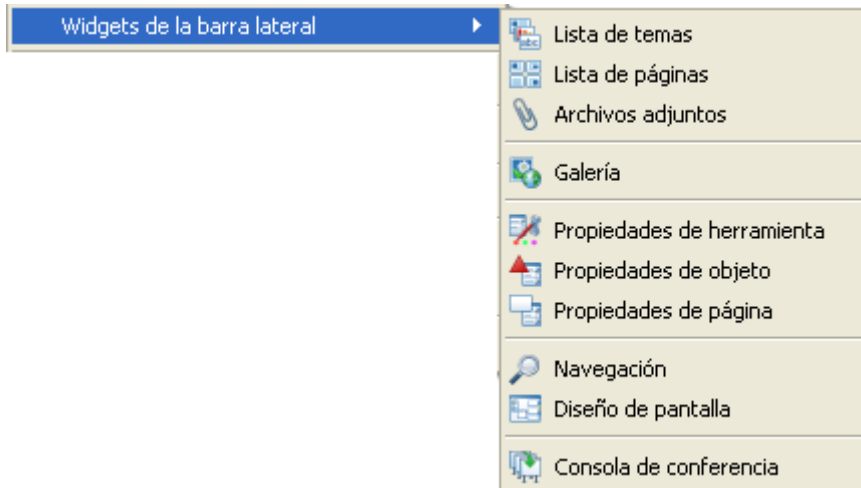 Widgets de la barra lateral
Lista de temas
Lista de páginas
Archivos adjuntos
Galería
Propiedades de herramienta
Propiedades de objeto
Propiedades de página
Navegación
Diseño de pantalla
Consola de conferencia